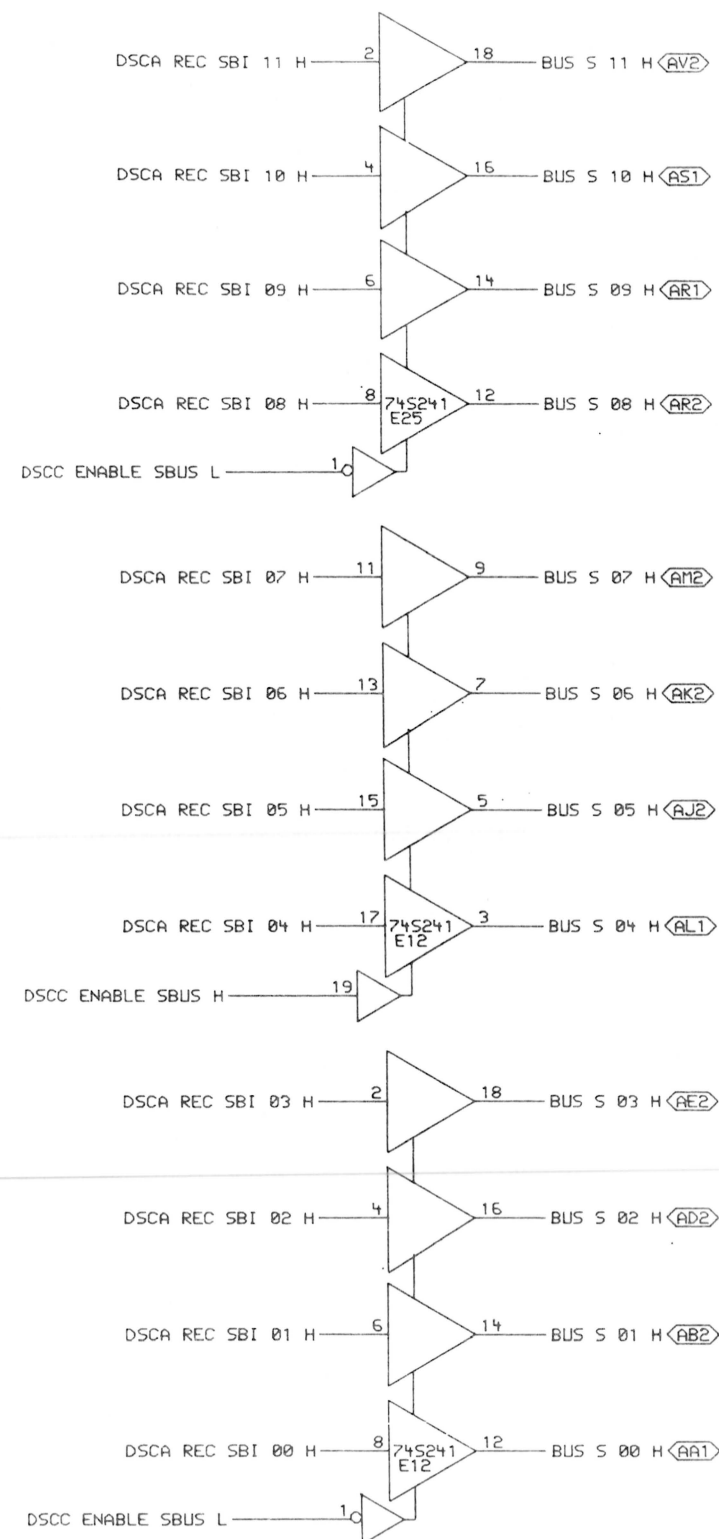 DSCA REC SBI 11 H 2 18 BUS S 11 H AV2
DSCA REC SBI 10 H 4 16 BUS S 10 H AS1
DSCA REC SBI 09 H 6 14 BUS S 09 H AR1
DSCA REC SBI 08 H 8 74S241 12 BUS S 08 H AR2
E25
DSCC ENABLE SBUS L 1
DSCA REC SBI 07 H 11 9 BUS S 07 H AM2
DSCA REC SBI 06 H 13 7 BUS S 06 H AK2
DSCA REC SBI 05 H 15 5 BUS S 05 H AJ2
DSCA REC SBI 04 H 17 74S241 3 BUS S 04 H AL1
E12
DSCC ENABLE SBUS H 19
DSCA REC SBI 03 H 2 18 BUS S 03 H AE2
DSCA REC SBI 02 H 4 16 BUS S 02 H AD2
DSCA REC SBI 01 H 6 14 BUS S 01 H AB2
DSCA REC SBI 00 H 8 74S241 12 BUS S 00 H AA1
E12
DSCC ENABLE SBUS L 1